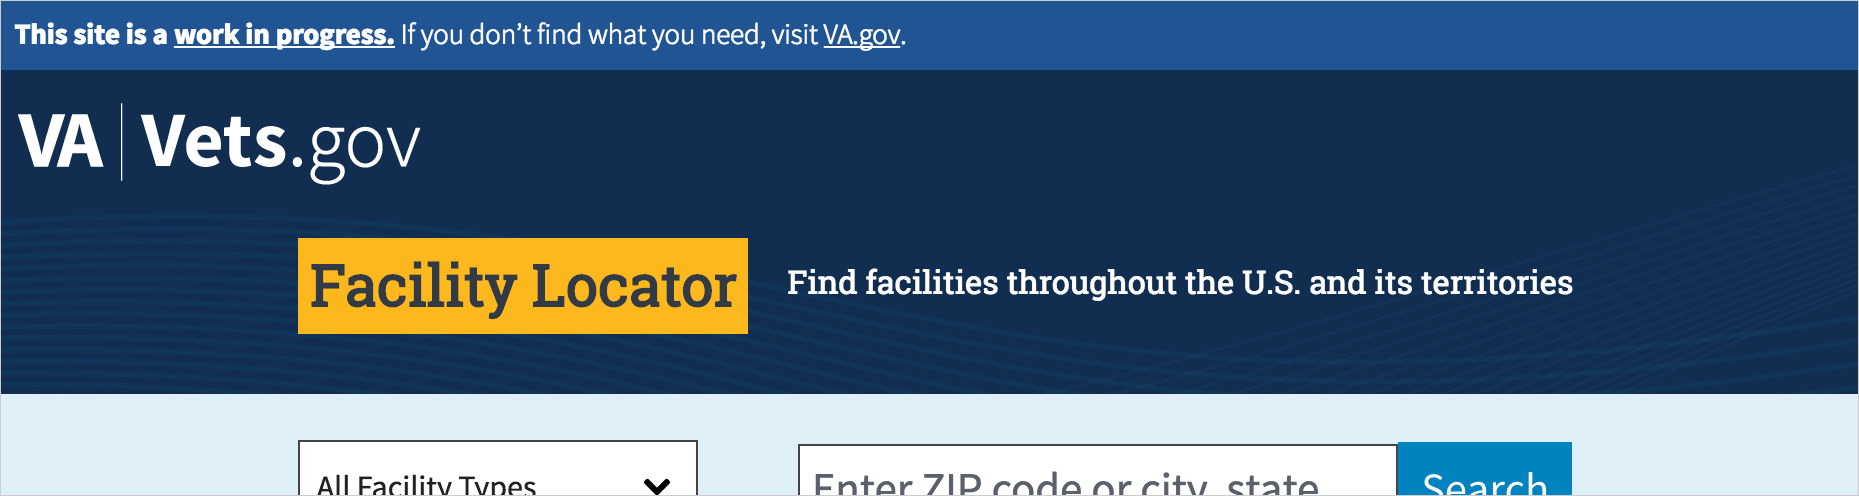 This site is a work in progress. If you don’t find what you need, visit VA.gov.
VA | Vets.gov
Facility Locator
Find facilities throughout the U.S. and its territories
All Facility Types
Enter ZIP code or city, state
Search